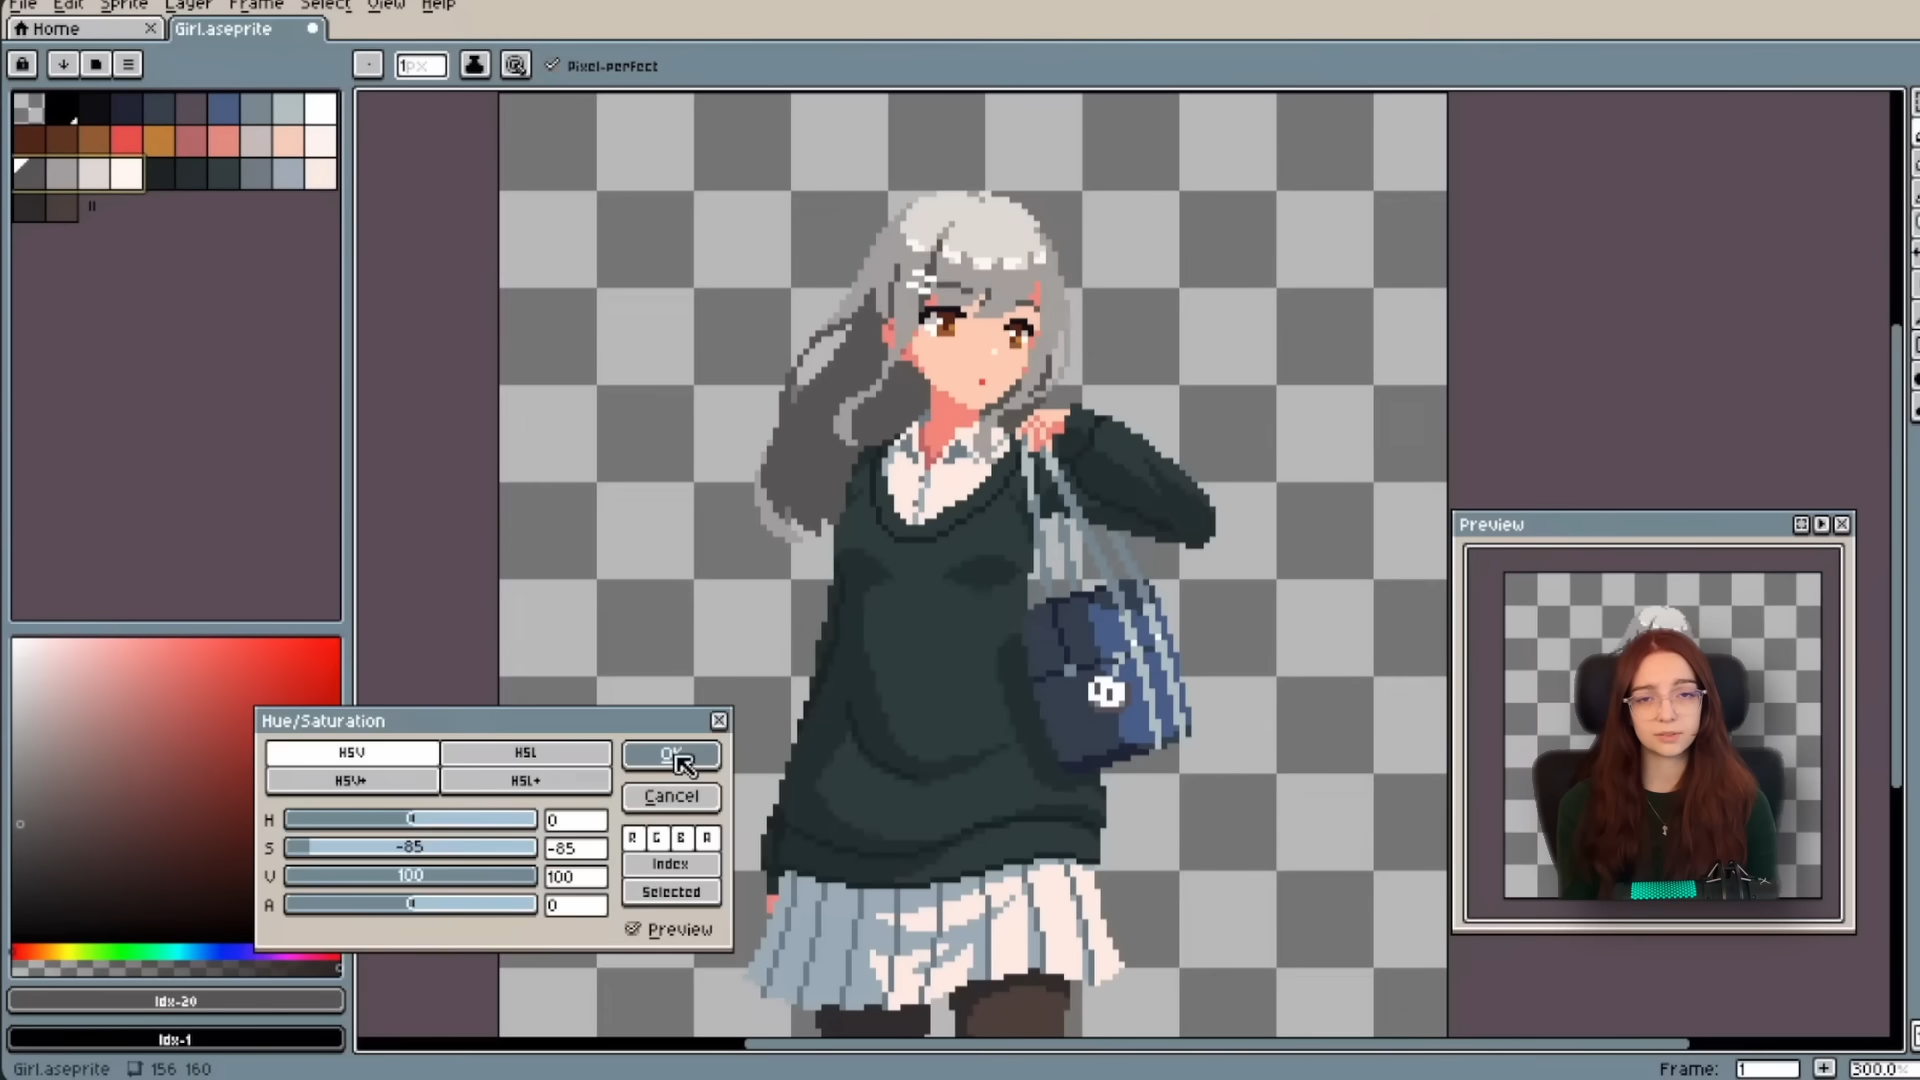 File Edit Sprite Layer Frame Select View Help
Home
Girl.aseprite
1px
Pixel-perfect
Preview
Hue/Saturation
HSV
HSL
HSV+
HSL+
OK
Cancel
H
0
R G B A
S
-85
-85
Index
V
100
100
Selected
A
0
Preview
Idx-20
Idx-1
Girl.aseprite
156 160
Frame:
1
300.0%